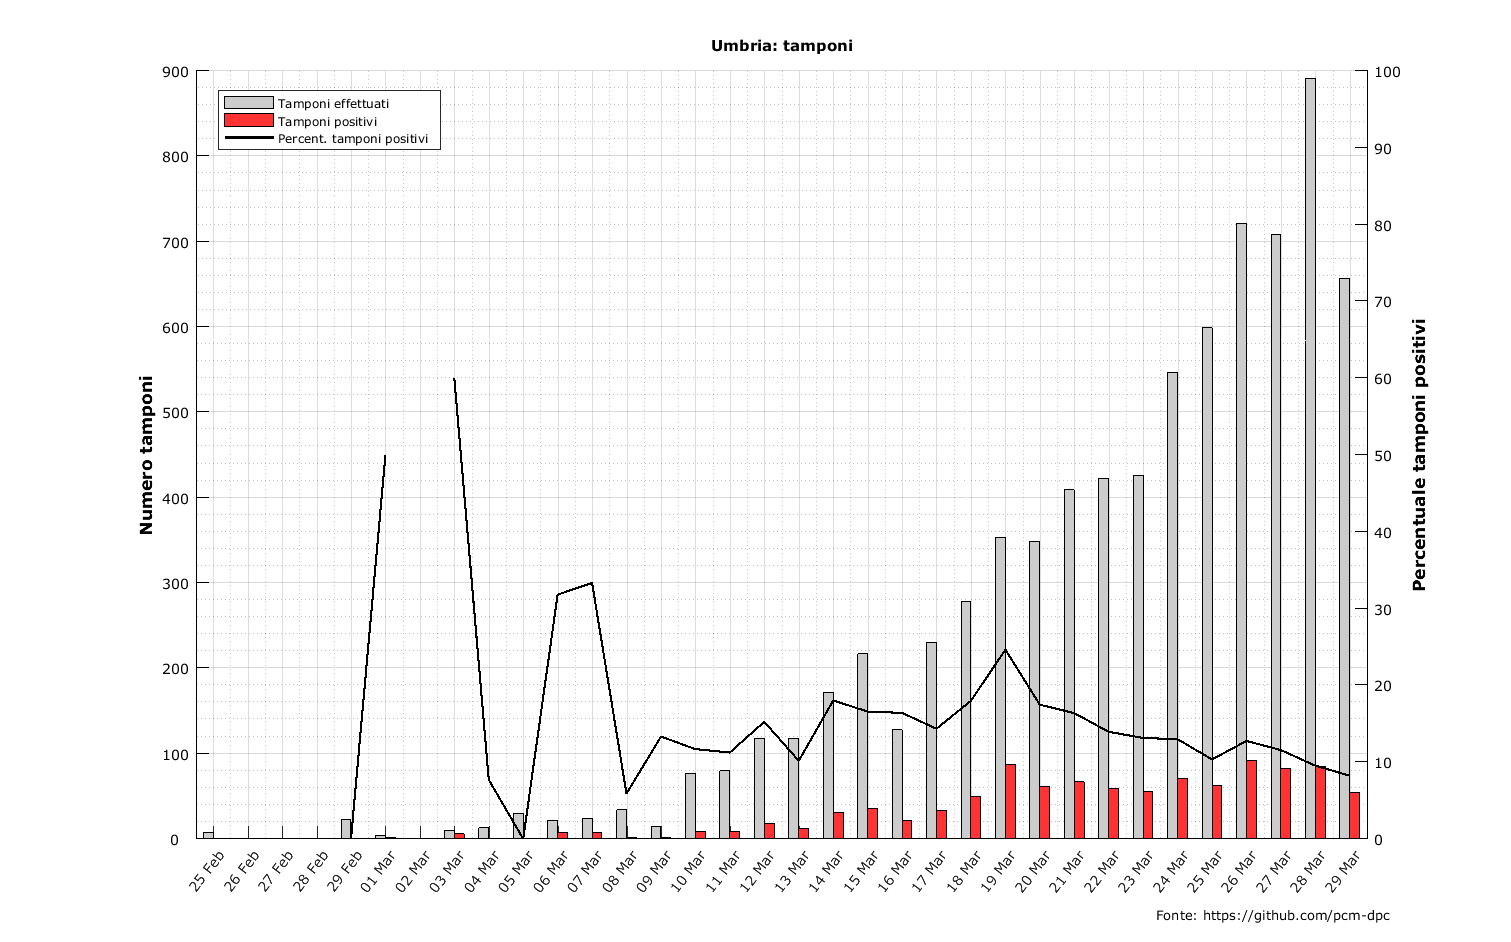 Umbria: tamponi
Tamponi effettuati
Tamponi positivi
Percent. tamponi positivi
Numero tamponi
900
800
700
600
500
400
300
200
100
0
100
90
80
70
60
50
40
30
20
10
0
Percentuale tamponi positivi
25 Feb
26 Feb
27 Feb
28 Feb
29 Feb
01 Mar
02 Mar
03 Mar
04 Mar
05 Mar
06 Mar
07 Mar
08 Mar
09 Mar
10 Mar
11 Mar
12 Mar
13 Mar
14 Mar
15 Mar
16 Mar
17 Mar
18 Mar
19 Mar
20 Mar
21 Mar
22 Mar
23 Mar
24 Mar
25 Mar
26 Mar
27 Mar
28 Mar
29 Mar
Fonte: https://github.com/pcm-dpc